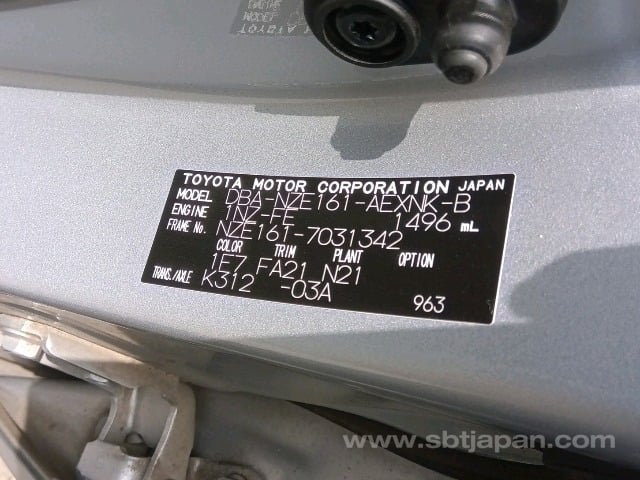 TOYOTA MOTOR CORPORATION JAPAN
MODEL DBA-NZE161-AEXNK-B
ENGINE 1NZ-FE 1496 mL
FRAME No. NZE161-7031342
COLOR TRIM PLANT OPTION
1E7 FA21 N21
TRANS./AXLE K312 -03A
963
www.sbtjapan.com